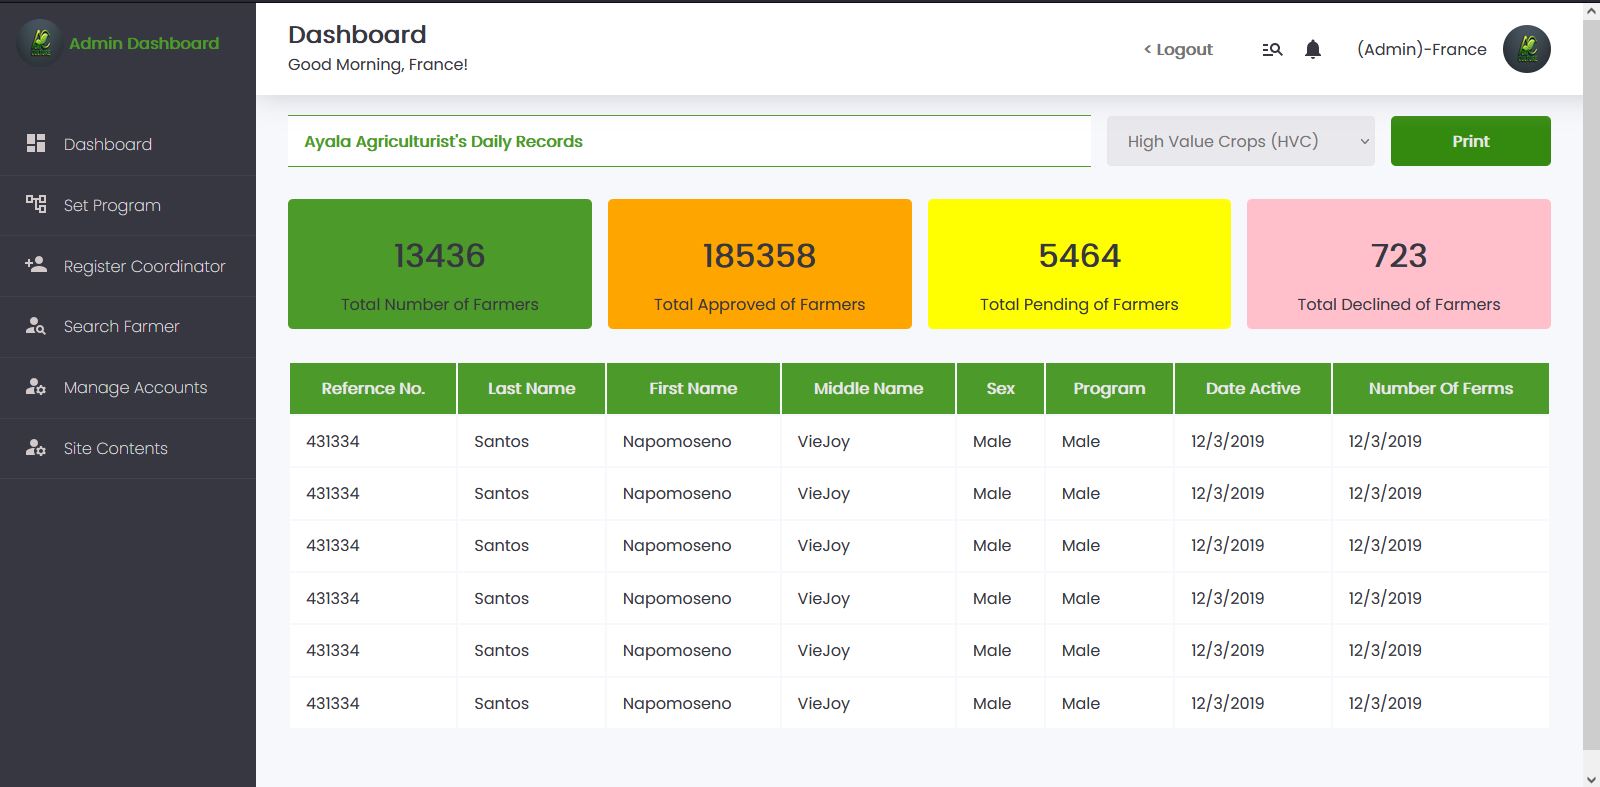 Admin Dashboard
Dashboard
Set Program
Register Coordinator
Search Farmer
Manage Accounts
Site Contents
Dashboard
Good Morning, France!
< Logout
(Admin)-France
Ayala Agriculturist's Daily Records
High Value Crops (HVC)
Print
13436
Total Number of Farmers
185358
Total Approved of Farmers
5464
Total Pending of Farmers
723
Total Declined of Farmers
Refernce No. Last Name First Name Middle Name Sex Program Date Active Number Of Ferms
431334 Santos Napomoseno VieJoy Male Male 12/3/2019 12/3/2019
431334 Santos Napomoseno VieJoy Male Male 12/3/2019 12/3/2019
431334 Santos Napomoseno VieJoy Male Male 12/3/2019 12/3/2019
431334 Santos Napomoseno VieJoy Male Male 12/3/2019 12/3/2019
431334 Santos Napomoseno VieJoy Male Male 12/3/2019 12/3/2019
431334 Santos Napomoseno VieJoy Male Male 12/3/2019 12/3/2019